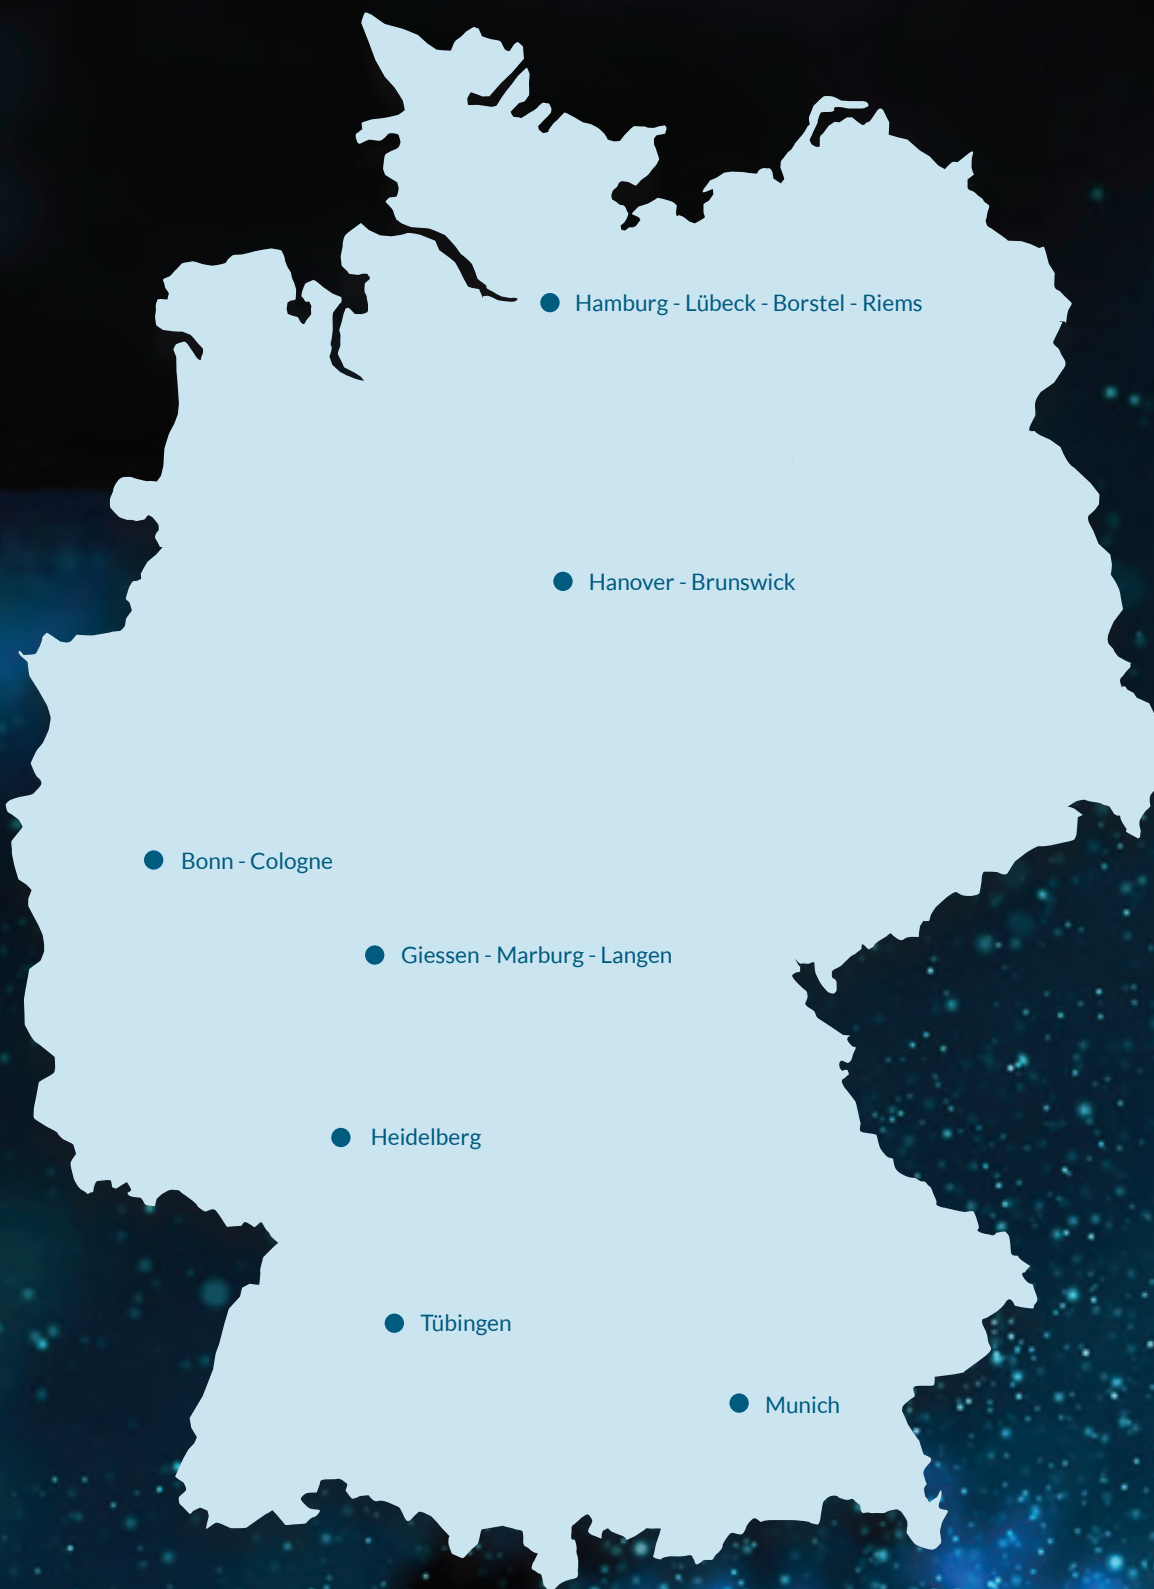 Hamburg - Lübeck - Borstel - Riems
Hanover - Brunswick
Bonn - Cologne
Giessen - Marburg - Langen
Heidelberg
Tübingen
Munich